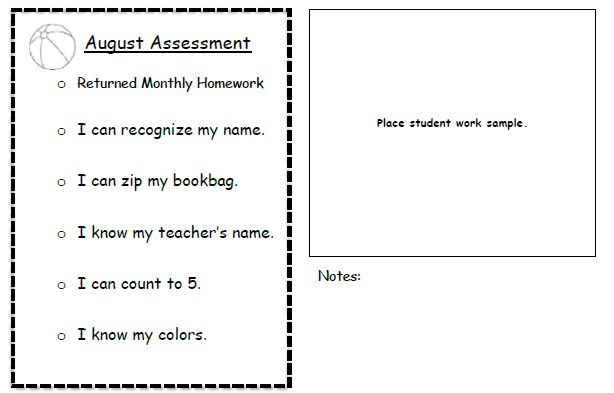 August Assessment
o Returned Monthly Homework
o I can recognize my name.
o I can zip my bookbag.
o I know my teacher's name.
o I can count to 5.
o I know my colors.
Place student work sample.
Notes: